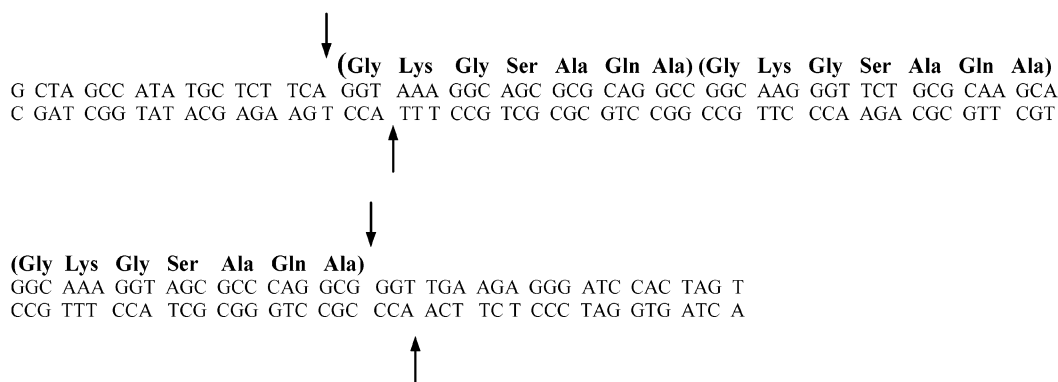 (Gly Lys Gly Ser Ala Gln Ala) (Gly Lys Gly Ser Ala Gln Ala)
G CTA GCC ATA TGC TCT TCA GGT AAA GGC AGC GCG CAG GCC GGC AAG GGT TCT GCG CAA GCA
C GAT CGG TAT ACG AGA AGT CCA TTT CCG TCG CGC GTC CGG CCG TTC CCA AGA CGC GTT CGT
(Gly Lys Gly Ser Ala Gln Ala)
GGC AAA GGT AGC GCC CAG GCG GGT TGA AGA GGG ATC CAC TAG T
CCG TTT CCA TCG CGG GTC CGC CCA ACT TCT CCC TAG GTG ATC A